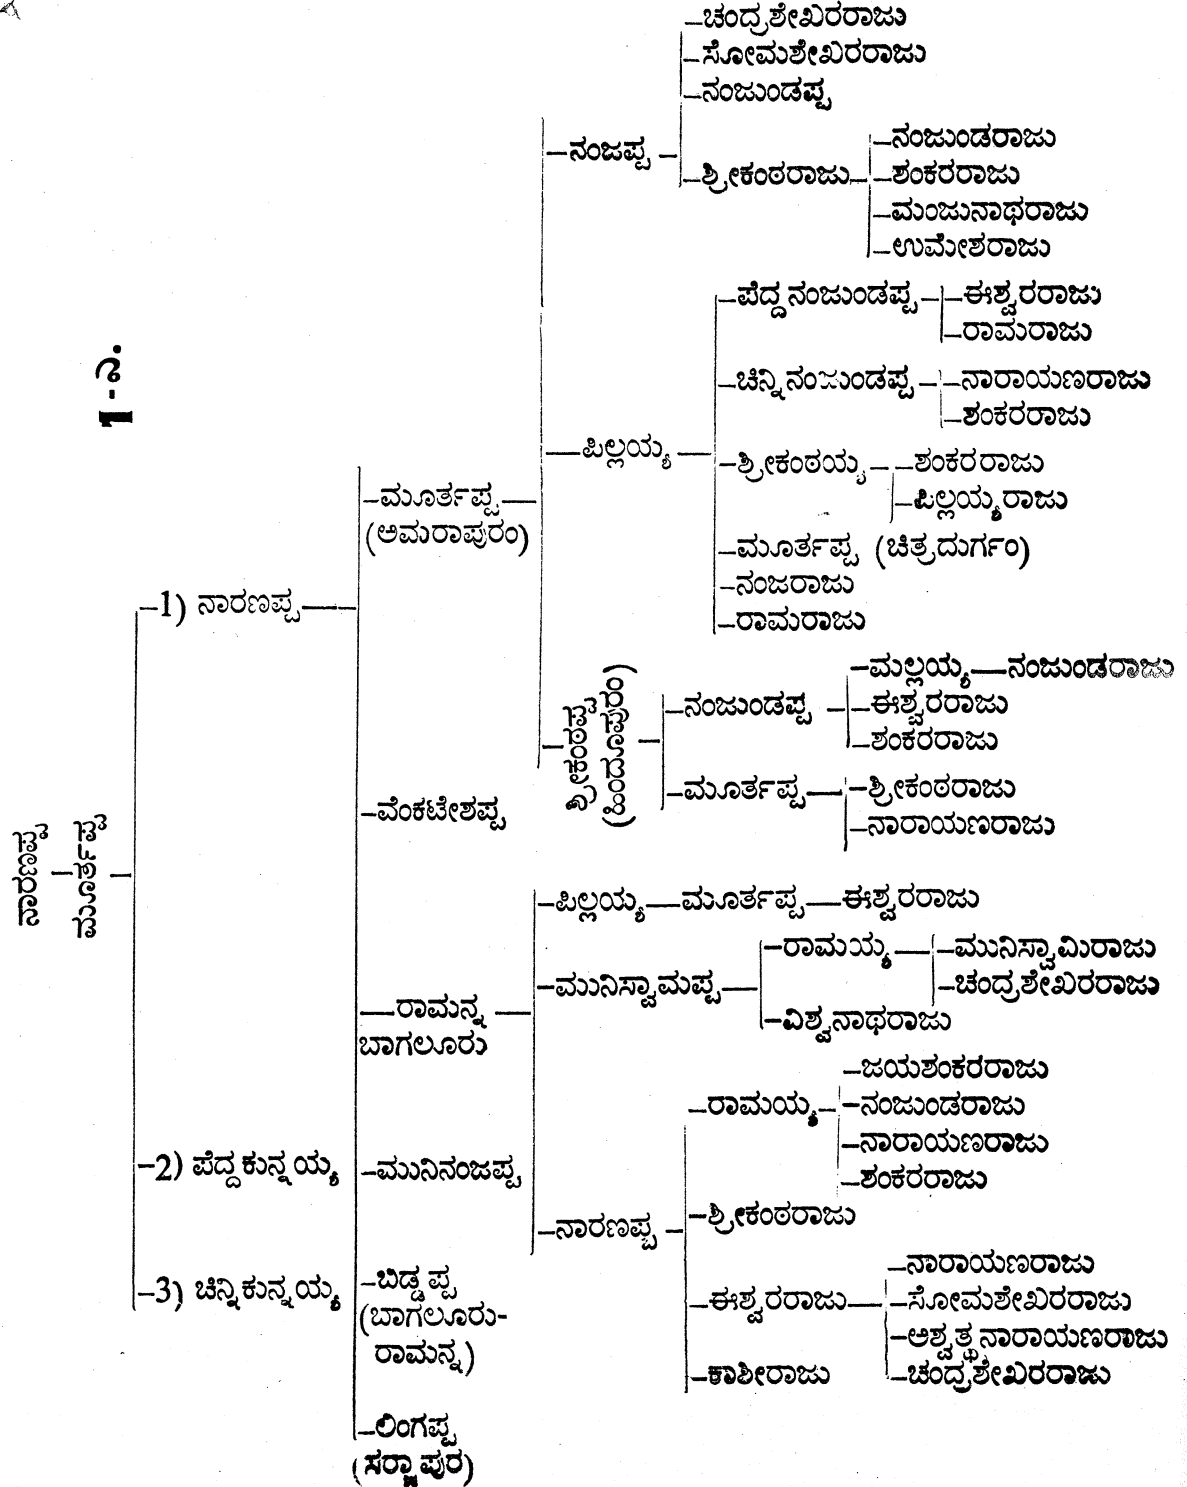 ಚಂದ್ರಶೇಖರರಾಜು
ಸೋಮಶೇಖರರಾಜು
ನಂಜುಂಡಪ್ಪ
ನಂಜಪ್ಪ
ಶ್ರೀಕಂಠರಾಜು
ನಂಜುಂಡರಾಜು
ಶಂಕರರಾಜು
ಮಂಜುನಾಥರಾಜು
ಉಮೇಶರಾಜು
ಪೆದ್ದನಂಜುಂಡಪ್ಪ
ಈಶ್ವರರಾಜು
ರಾಮರಾಜು
ಚಿನ್ನಿನಂಜುಂಡಪ್ಪ
ನಾರಾಯಣರಾಜು
ಶಂಕರರಾಜು
ಪಿಲ್ಲಯ್ಯ
ಶ್ರೀಕಂಠಯ್ಯ
ಶಂಕರರಾಜು
ಪಿಲ್ಲಯ್ಯರಾಜು
ಮೂರ್ತಪ್ಪ (ಚಿತ್ರದುರ್ಗಂ)
ನಂಜರಾಜು
ರಾಮರಾಜು
ಮೂರ್ತಪ್ಪ
(ಅಮರಾಪುರಂ)
1) ನಾರಣಪ್ಪ
ಶ್ರೀಕಂಠಪ್ಪ
(ಹಿಂದೂಪುರಂ)
ನಂಜುಂಡಪ್ಪ
ಮಲ್ಲಯ್ಯ
ನಂಜುಂಡರಾಜು
ಈಶ್ವರರಾಜು
ಶಂಕರರಾಜು
ಮೂರ್ತಪ್ಪ
ಶ್ರೀಕಂಠರಾಜು
ನಾರಾಯಣರಾಜು
ವೆಂಕಟೇಶಪ್ಪ
ನಾರಣಪ್ಪ
ಮೂರ್ತಪ್ಪ
ಪಿಲ್ಲಯ್ಯ
ಮೂರ್ತಪ್ಪ
ಈಶ್ವರರಾಜು
ಮುನಿಸ್ವಾಮಪ್ಪ
ರಾಮಯ್ಯ
ಮುನಿಸ್ವಾಮಿರಾಜು
ಚಂದ್ರಶೇಖರರಾಜು
ವಿಶ್ವನಾಥರಾಜು
ರಾಮನ್ನ
ಬಾಗಲೂರು
ರಾಮಯ್ಯ
ಜಯಶಂಕರರಾಜು
ನಂಜುಂಡರಾಜು
ನಾರಾಯಣರಾಜು
ಶಂಕರರಾಜು
2) ಪೆದ್ದಕುನ್ನಯ್ಯ
ಮುನಿನಂಜಪ್ಪ
ನಾರಣಪ್ಪ
ಶ್ರೀಕಂಠರಾಜು
3) ಚಿನ್ನಿಕುನ್ನಯ್ಯ
ಬಿಡ್ಡಪ್ಪ
(ಬಾಗಲೂರು-
ರಾಮನ್ನ)
ಈಶ್ವರರಾಜು
ನಾರಾಯಣರಾಜು
ಸೋಮಶೇಖರರಾಜು
ಅಶ್ವತ್ಥನಾರಾಯಣರಾಜು
ಚಂದ್ರಶೇಖರರಾಜು
ಕಾಶೀರಾಜು
ಲಿಂಗಪ್ಪ
(ಸರ್ಜಾಪುರ)